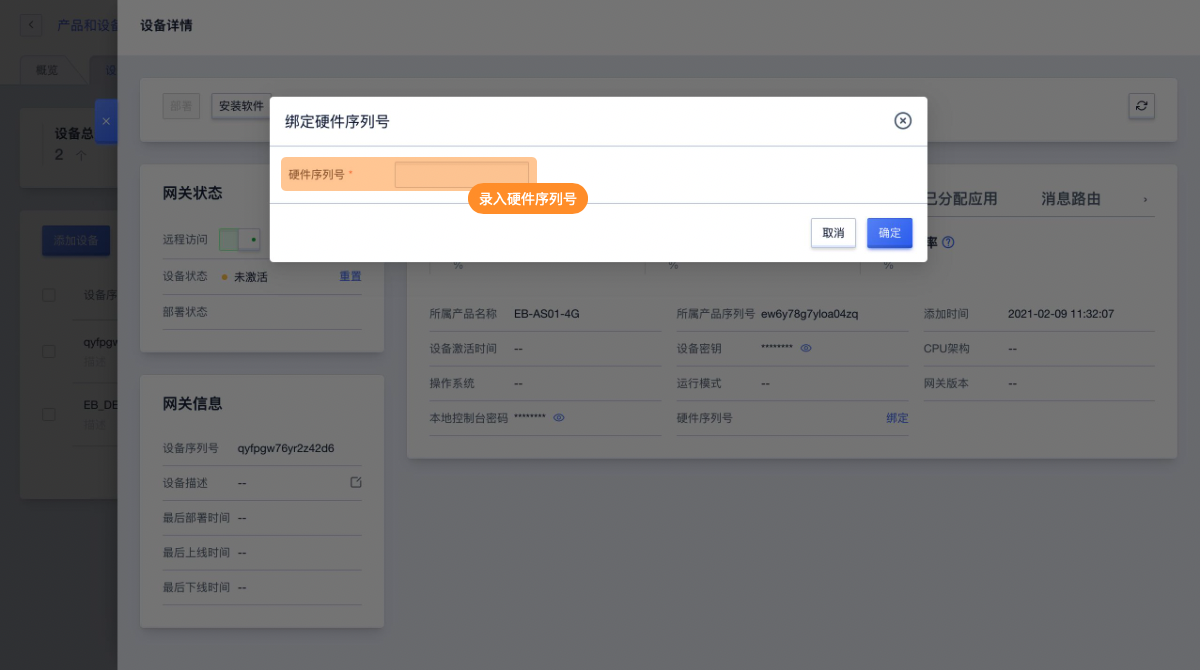 产品和设备
设备详情
概览
设
部署
安装软件
设备总
2 个
添加设备
设备序
qyfpgw
描述
EB_DE
描述
绑定硬件序列号
硬件序列号 *
录入硬件序列号
取消
确定
网关状态
远程访问
设备状态
未激活
重置
部署状态
已分配应用
消息路由
率
%
%
%
所属产品名称 EB-AS01-4G
所属产品序列号 ew6y78g7yloa04zq
添加时间 2021-02-09 11:32:07
设备激活时间 --
设备密钥 ********
CPU架构 --
操作系统 --
运行模式 --
网关版本 --
本地控制台密码 ********
硬件序列号 绑定
网关信息
设备序列号 qyfpgw76yr2z42d6
设备描述 --
最后部署时间 --
最后上线时间 --
最后下线时间 --